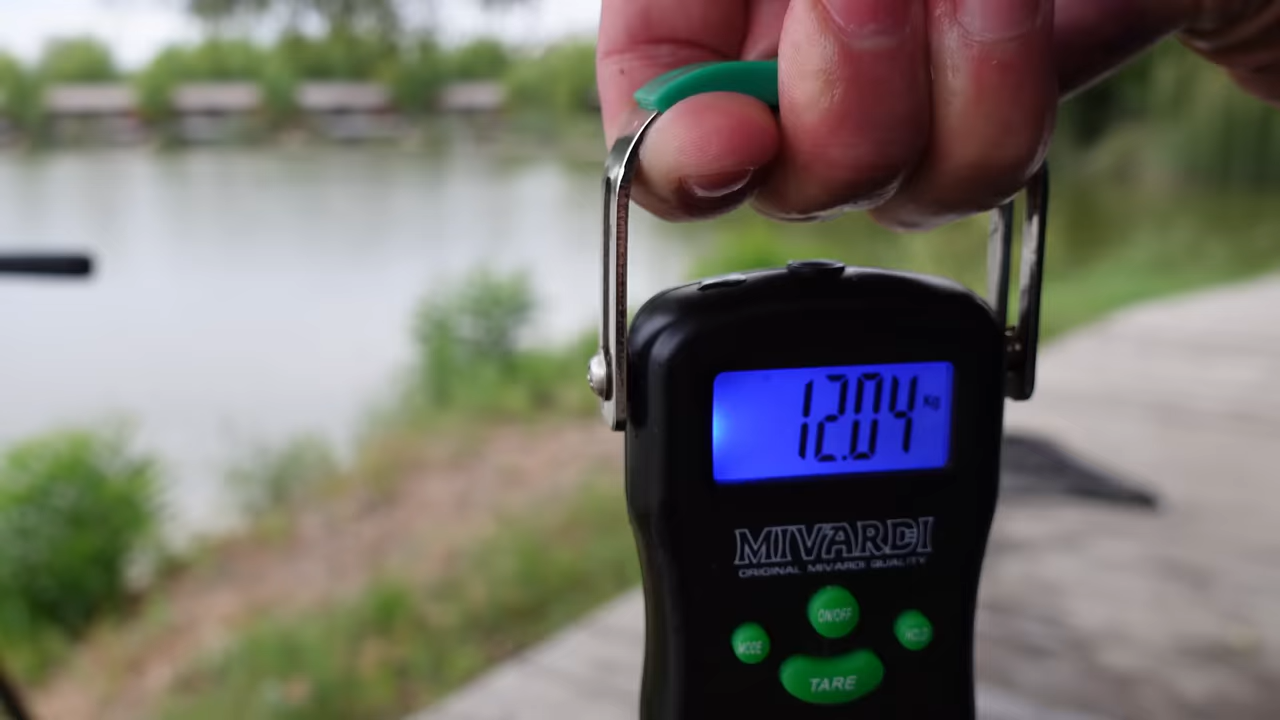 12.04 Kg
MIVARDI
ORIGINAL MIVARDI QUALITY
ON/OFF
MODE
HOLD
TARE